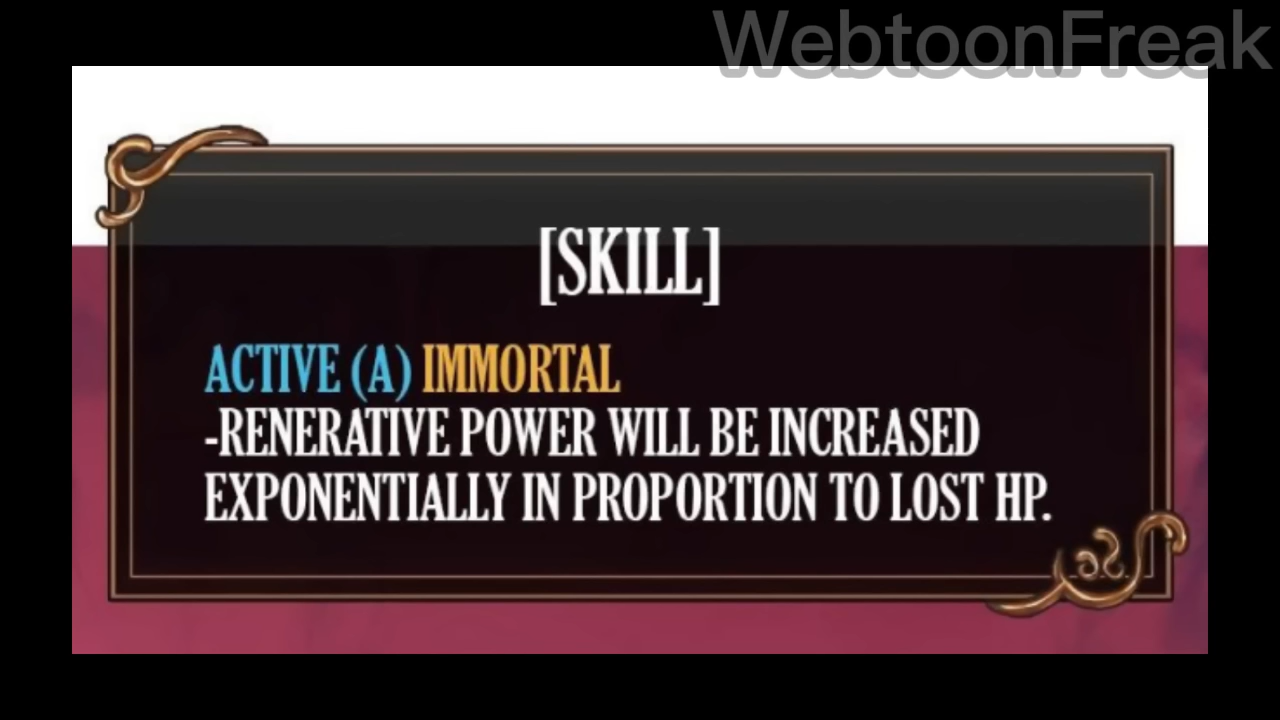 WebtoonFreak
[SKILL]
ACTIVE (A) IMMORTAL
-RENERATIVE POWER WILL BE INCREASED
EXPONENTIALLY IN PROPORTION TO LOST HP.